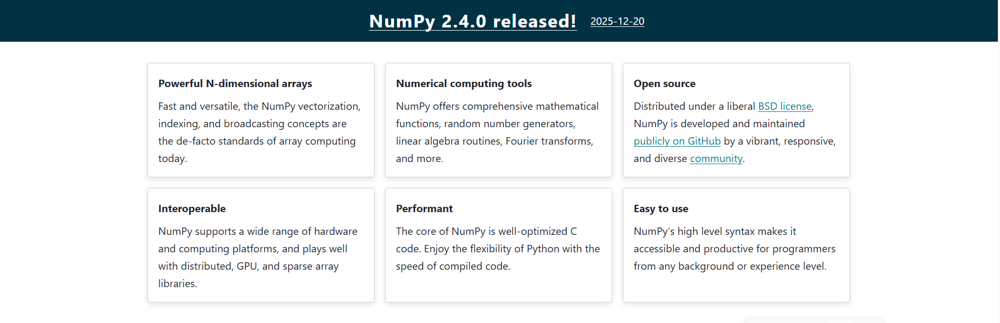 NumPy 2.4.0 released! 2025-12-20
Powerful N-dimensional arrays
Fast and versatile, the NumPy vectorization,
indexing, and broadcasting concepts are
the de-facto standards of array computing
today.
Numerical computing tools
NumPy offers comprehensive mathematical
functions, random number generators,
linear algebra routines, Fourier transforms,
and more.
Open source
Distributed under a liberal BSD license,
NumPy is developed and maintained
publicly on GitHub by a vibrant, responsive,
and diverse community.
Interoperable
NumPy supports a wide range of hardware
and computing platforms, and plays well
with distributed, GPU, and sparse array
libraries.
Performant
The core of NumPy is well-optimized C
code. Enjoy the flexibility of Python with the
speed of compiled code.
Easy to use
NumPy’s high level syntax makes it
accessible and productive for programmers
from any background or experience level.